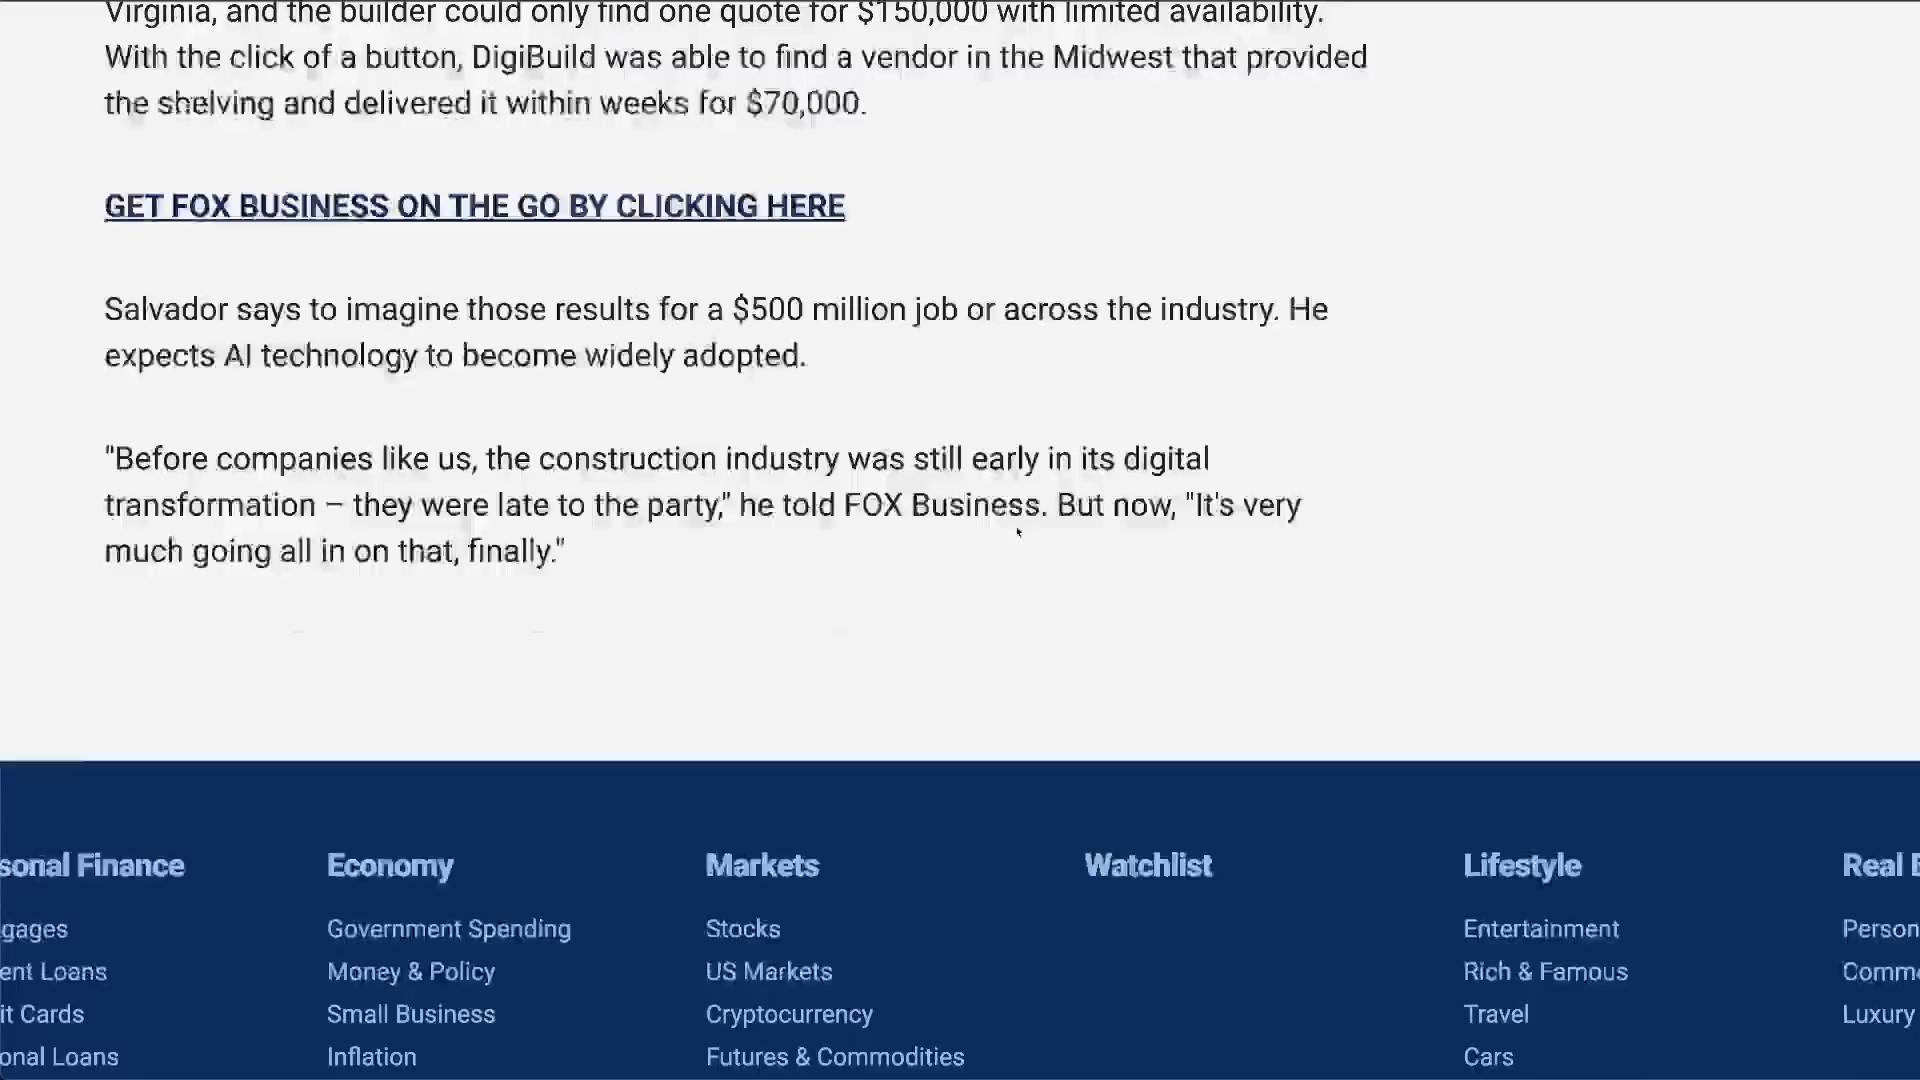 Virginia, and the builder could only find one quote for $150,000 with limited availability.
With the click of a button, DigiBuild was able to find a vendor in the Midwest that provided
the shelving and delivered it within weeks for $70,000.
GET FOX BUSINESS ON THE GO BY CLICKING HERE
Salvador says to imagine those results for a $500 million job or across the industry. He
expects AI technology to become widely adopted.
"Before companies like us, the construction industry was still early in its digital
transformation – they were late to the party," he told FOX Business. But now, "It's very
much going all in on that, finally."
sonal Finance
gages
ent Loans
it Cards
onal Loans
Economy
Government Spending
Money & Policy
Small Business
Inflation
Markets
Stocks
US Markets
Cryptocurrency
Futures & Commodities
Watchlist
Lifestyle
Entertainment
Rich & Famous
Travel
Cars
Real
Person
Comm
Luxury